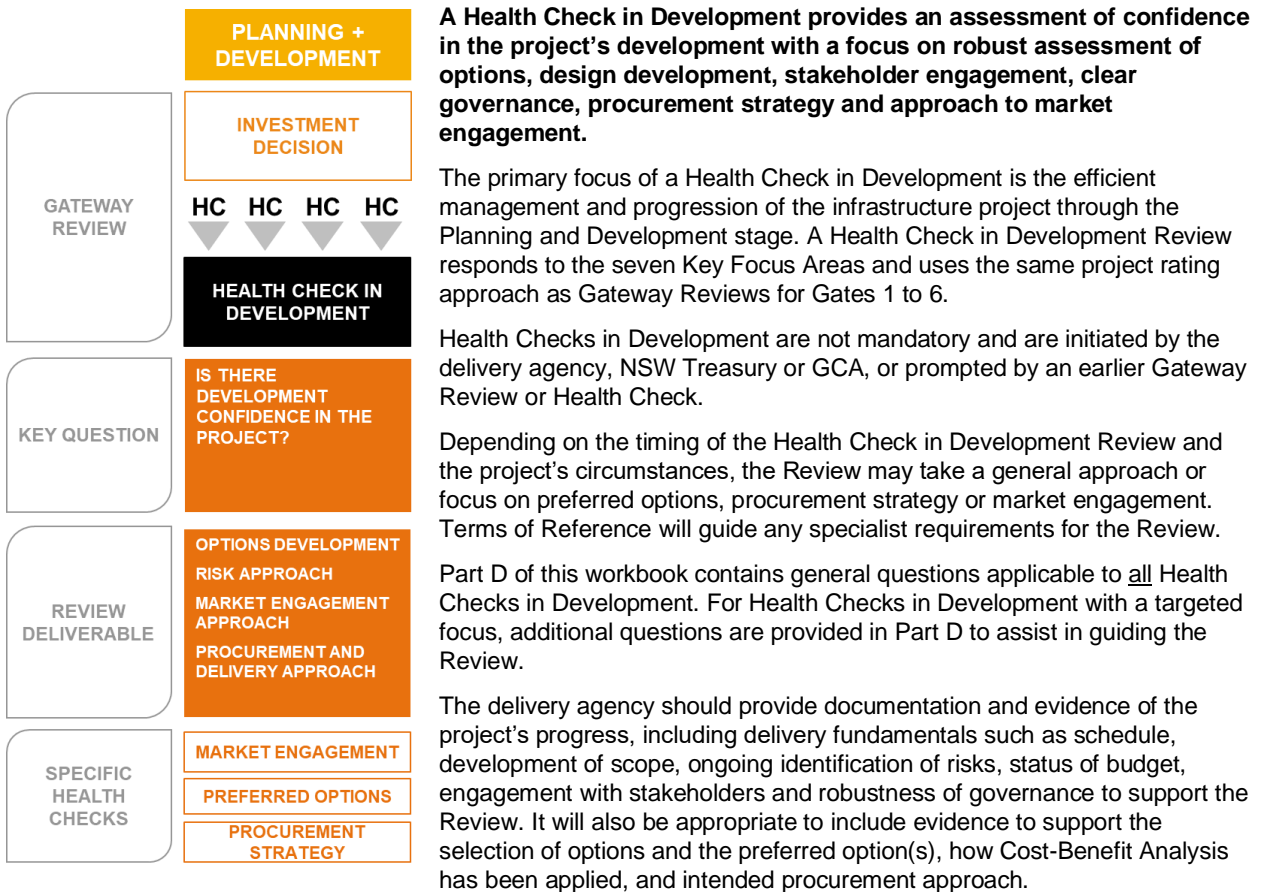 PLANNING +
DEVELOPMENT
GATEWAY
REVIEW
INVESTMENT
DECISION
HC HC HC HC
HEALTH CHECK IN
DEVELOPMENT
KEY QUESTION
IS THERE
DEVELOPMENT
CONFIDENCE IN THE
PROJECT?
REVIEW
DELIVERABLE
OPTIONS DEVELOPMENT
RISK APPROACH
MARKET ENGAGEMENT
APPROACH
PROCUREMENT AND
DELIVERY APPROACH
SPECIFIC
HEALTH
CHECKS
MARKET ENGAGEMENT
PREFERRED OPTIONS
PROCUREMENT
STRATEGY
A Health Check in Development provides an assessment of confidence
in the project's development with a focus on robust assessment of
options, design development, stakeholder engagement, clear
governance, procurement strategy and approach to market
engagement.
The primary focus of a Health Check in Development is the efficient
management and progression of the infrastructure project through the
Planning and Development stage. A Health Check in Development Review
responds to the seven Key Focus Areas and uses the same project rating
approach as Gateway Reviews for Gates 1 to 6.
Health Checks in Development are not mandatory and are initiated by the
delivery agency, NSW Treasury or GCA, or prompted by an earlier Gateway
Review or Health Check.
Depending on the timing of the Health Check in Development Review and
the project's circumstances, the Review may take a general approach or
focus on preferred options, procurement strategy or market engagement.
Terms of Reference will guide any specialist requirements for the Review.
Part D of this workbook contains general questions applicable to all Health
Checks in Development. For Health Checks in Development with a targeted
focus, additional questions are provided in Part D to assist in guiding the
Review.
The delivery agency should provide documentation and evidence of the
project's progress, including delivery fundamentals such as schedule,
development of scope, ongoing identification of risks, status of budget,
engagement with stakeholders and robustness of governance to support the
Review. It will also be appropriate to include evidence to support the
selection of options and the preferred option(s), how Cost-Benefit Analysis
has been applied, and intended procurement approach.